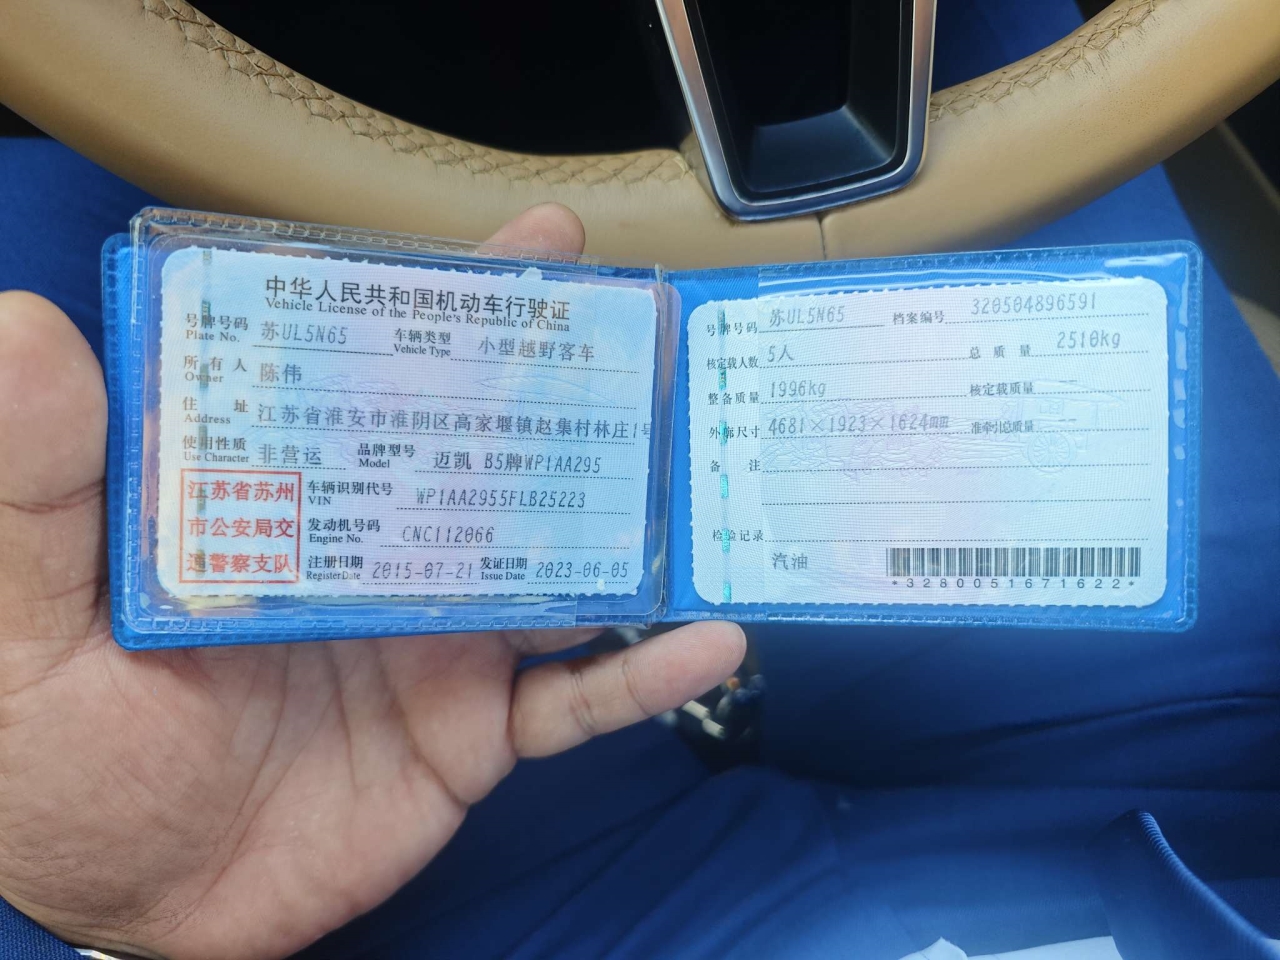 中华人民共和国机动车行驶证
Vehicle License of the People's Republic of China
号牌号码 苏UL5N65 车辆类型 小型越野客车
Plate No. Vehicle Type
所有人 陈伟
Owner
住址 江苏省淮安市淮阴区高家堰镇赵集村林庄1号
Address
使用性质 非营运 品牌型号 迈凯 B5牌WP1AA295
Use Character Model
江苏省苏州
市公安局交
通警察支队
车辆识别代号 WP1AA2955FLB25223
VIN
发动机号码 CNC112066
Engine No.
注册日期 2015-07-21 发证日期 2023-06-05
Register Date Issue Date
号牌号码 苏UL5N65 档案编号 320504896591
核定载人数 5人 总质量 2510kg
整备质量 1996kg 核定载质量 --
外廓尺寸 4681×1923×1624mm 准牵引总质量 --
备注
检验记录
汽油
*3280051671622*